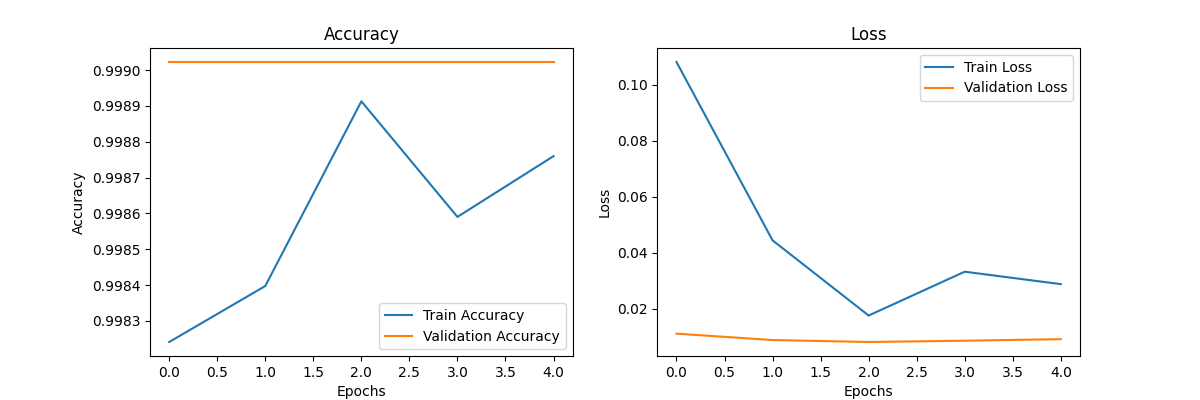 Accuracy
0.9990
0.9989
0.9988
0.9987
0.9986
0.9985
0.9984
0.9983
Accuracy
Train Accuracy
Validation Accuracy
0.0 0.5 1.0 1.5 2.0 2.5 3.0 3.5 4.0
Epochs
Loss
0.10
0.08
0.06
0.04
0.02
Loss
Train Loss
Validation Loss
0.0 0.5 1.0 1.5 2.0 2.5 3.0 3.5 4.0
Epochs